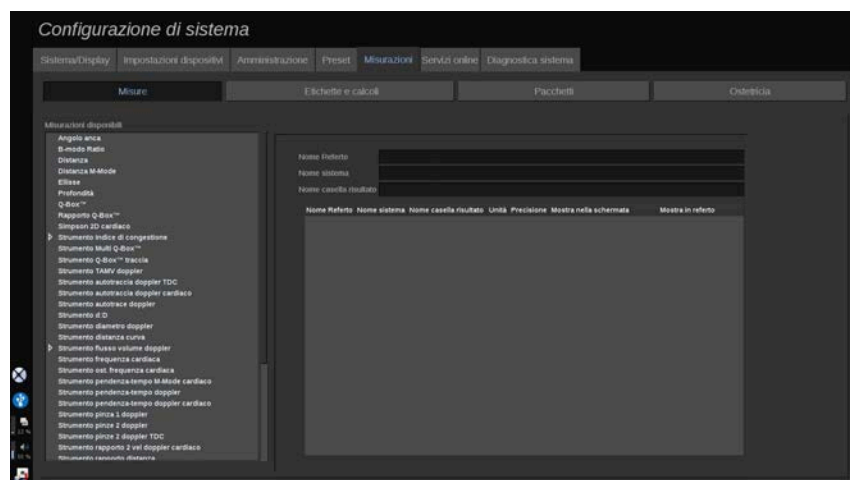 Configurazione di sistema
Sistema/Display Impostazioni dispositivi Amministrazione Preset Misurazioni Servizi online Diagnostica sistema
Misure Etichette e calcoli Pacchetti Ostetricia
Misurazioni disponibili
Angolo anca
B-modo Ratio
Distanza
Distanza M-Mode
Ellisse
Profondità
Q-Box™
Rapporto Q-Box™
Simpson 2D cardiaco
Strumento Indice di congestione
Strumento Multi Q-Box™
Strumento Q-Box™ traccia
Strumento TAMV doppler
Strumento autotraccia doppler TDC
Strumento autotraccia doppler cardiaco
Strumento autotrace doppler
Strumento d:D
Strumento diametro doppler
Strumento distanza curva
Strumento flusso volume doppler
Strumento frequenza cardiaca
Strumento ost. frequenza cardiaca
Strumento pendenza-tempo M-Mode cardiaco
Strumento pendenza-tempo doppler
Strumento pendenza-tempo doppler cardiaco
Strumento pinza 1 doppler
Strumento pinze 2 doppler
Strumento pinze 2 doppler TDC
Strumento rapporto 2 vel doppler cardiaco
Strumento rapporto distanza
Nome Referto
Nome sistema
Nome casella risultato
Nome Referto Nome sistema Nome casella risultato Unità Precisione Mostra nella schermata Mostra in referto